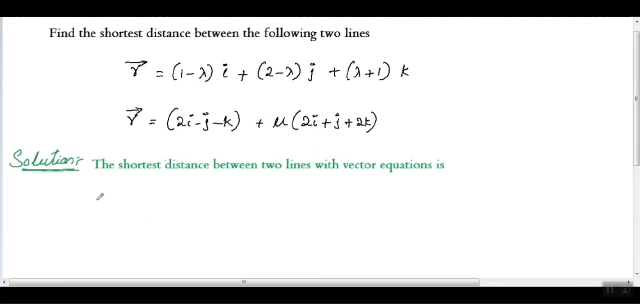 Find the shortest distance between the following two lines
r⃗ = (1-λ) i + (2-λ) j + (λ+1) k
r⃗ = (2i-j-k) + μ(2i+j+2k)
Solution:- The shortest distance between two lines with vector equations is